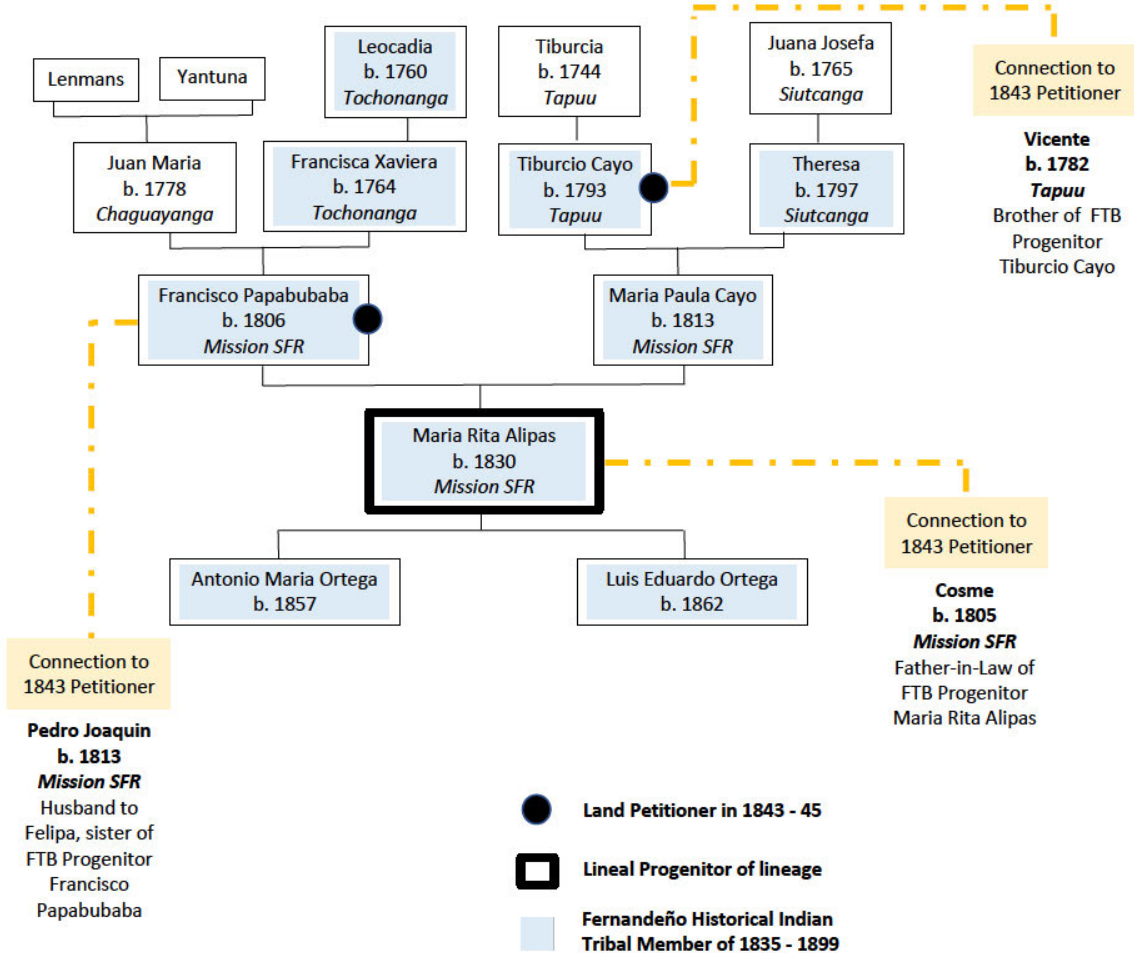 Lenmans
Yantuna
Leocadia
b. 1760
Tochonanga
Tiburcia
b. 1744
Tapuu
Juana Josefa
b. 1765
Siutcanga
Connection to
1843 Petitioner
Vicente
b. 1782
Tapuu
Brother of FTB
Progenitor
Tiburcio Cayo
Juan Maria
b. 1778
Chaguayanga
Francisca Xaviera
b. 1764
Tochonanga
Tiburcio Cayo
b. 1793
Tapuu
Theresa
b. 1797
Siutcanga
Francisco Papabubaba
b. 1806
Mission SFR
Maria Paula Cayo
b. 1813
Mission SFR
Maria Rita Alipas
b. 1830
Mission SFR
Antonio Maria Ortega
b. 1857
Luis Eduardo Ortega
b. 1862
Connection to
1843 Petitioner
Cosme
b. 1805
Mission SFR
Father-in-Law of
FTB Progenitor
Maria Rita Alipas
Connection to
1843 Petitioner
Pedro Joaquin
b. 1813
Mission SFR
Husband to
Felipa, sister of
FTB Progenitor
Francisco
Papabubaba
Land Petitioner in 1843 - 45
Lineal Progenitor of lineage
Fernandeño Historical Indian
Tribal Member of 1835 - 1899